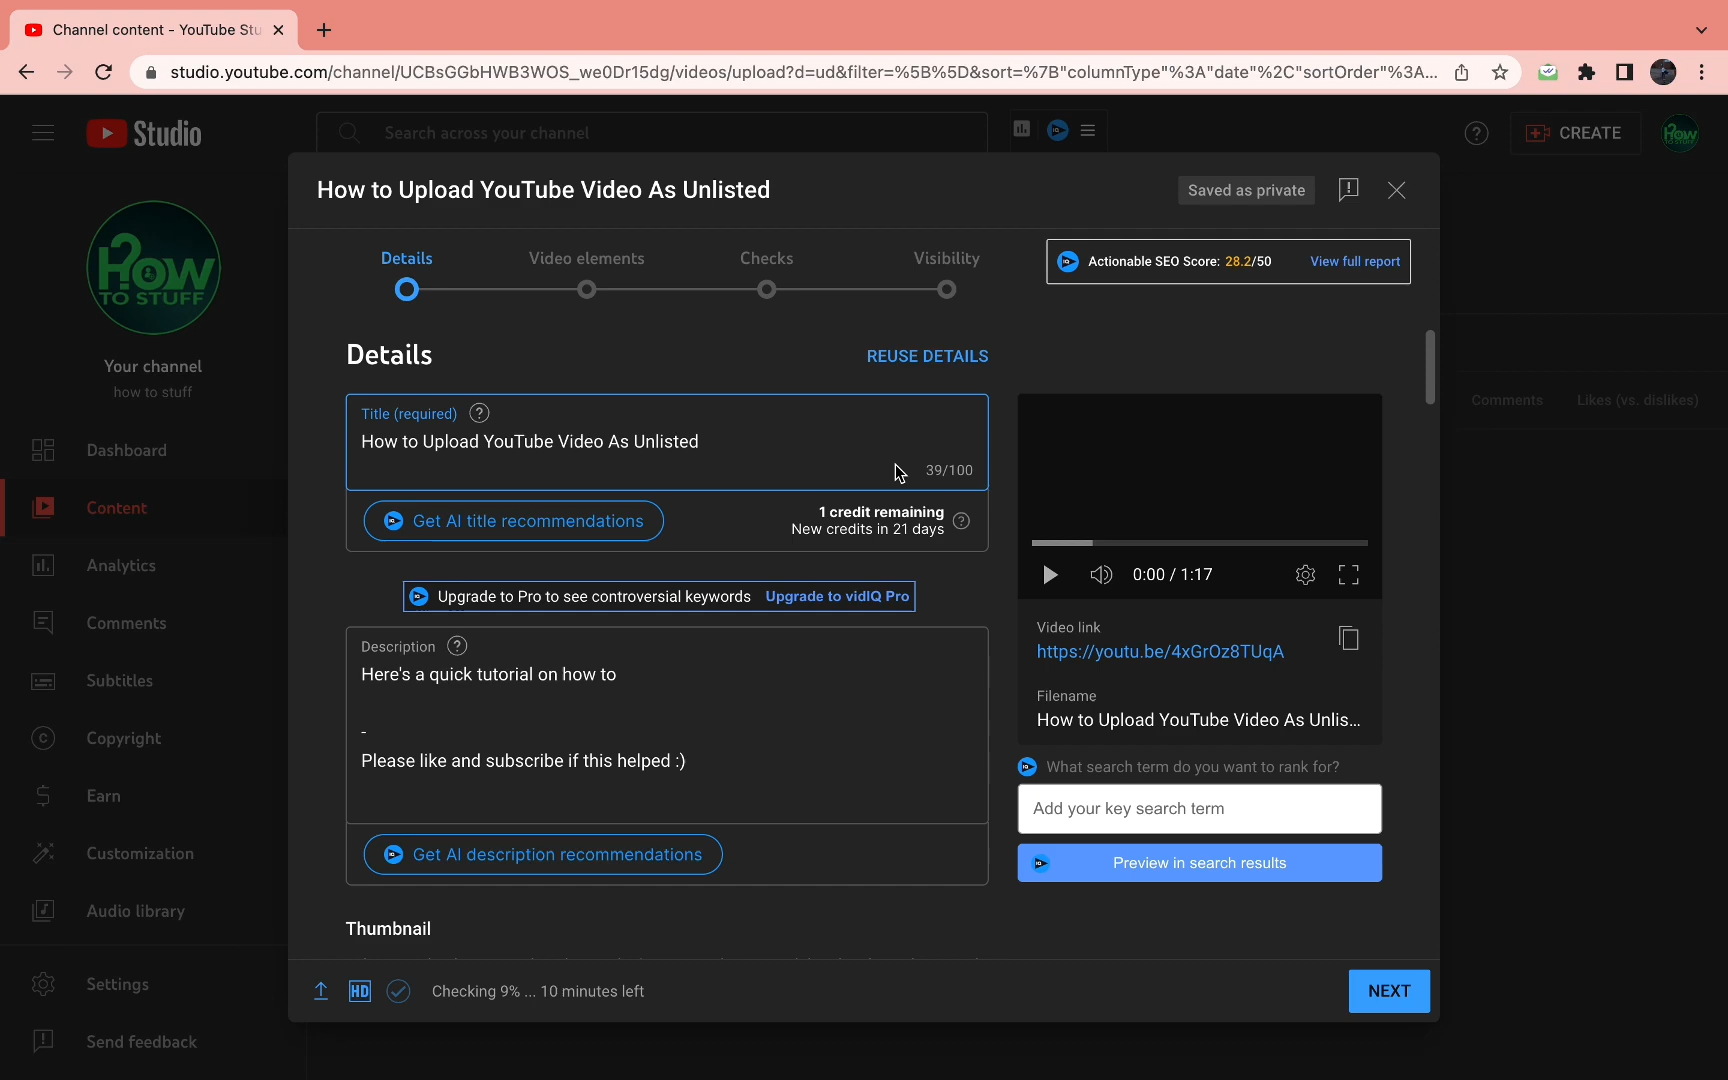 Channel content - YouTube Stu
studio.youtube.com/channel/UCBsGGbHWB3WOS_we0Dr15dg/videos/upload?d=ud&filter=%5B%5D&sort=%7B"columnType"%3A"date"%2C"sortOrder"%3A...
Studio
Search across your channel
CREATE
How to Upload YouTube Video As Unlisted
Saved as private
HOW
TO STUFF
Your channel
how to stuff
Dashboard
Content
Analytics
Comments
Subtitles
Copyright
Earn
Customization
Audio library
Settings
Send feedback
Details
Video elements
Checks
Visibility
Actionable SEO Score: 28.2/50 View full report
Details
REUSE DETAILS
Title (required)
How to Upload YouTube Video As Unlisted
39/100
Get AI title recommendations
1 credit remaining
New credits in 21 days
Upgrade to Pro to see controversial keywords Upgrade to vidIQ Pro
Description
Here's a quick tutorial on how to
-
Please like and subscribe if this helped :)
Get AI description recommendations
Thumbnail
0:00 / 1:17
Video link
https://youtu.be/4xGrOz8TUqA
Filename
How to Upload YouTube Video As Unlis...
What search term do you want to rank for?
Add your key search term
Preview in search results
Comments
Likes (vs. dislikes)
HD
Checking 9% ... 10 minutes left
NEXT